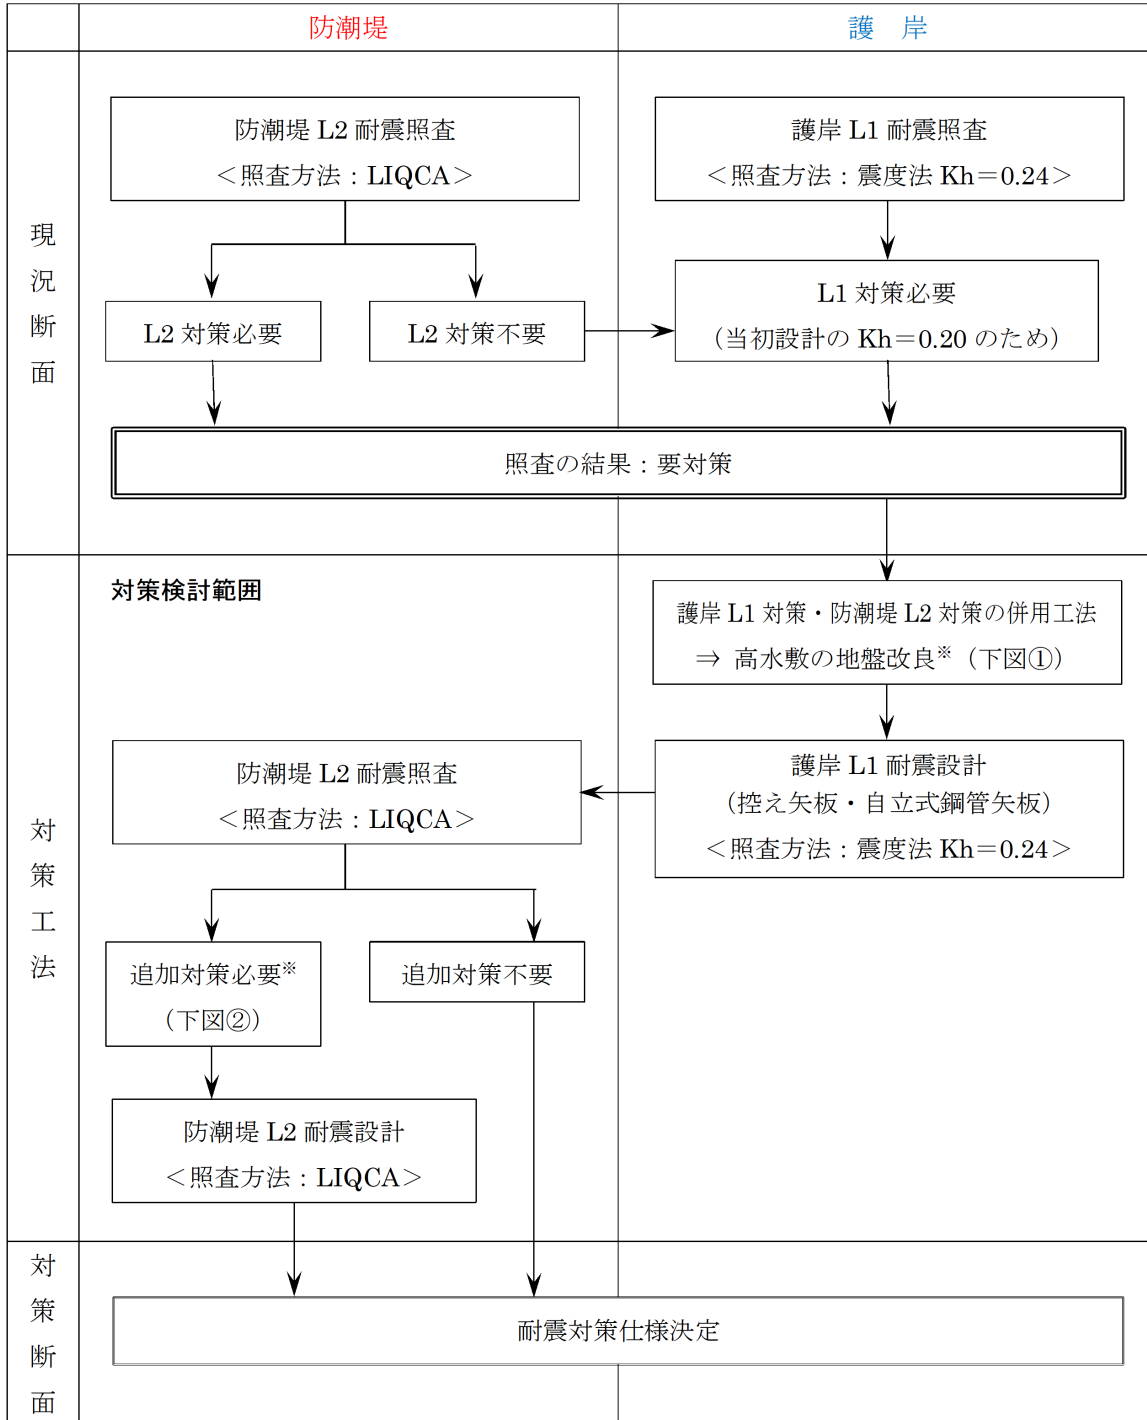 防潮堤
護　岸
現況断面
防潮堤 L2 耐震照査
＜照査方法：LIQCA＞
護岸 L1 耐震照査
＜照査方法：震度法 Kh＝0.24＞
L2 対策必要
L2 対策不要
L1 対策必要
（当初設計の Kh＝0.20 のため）
照査の結果：要対策
対策工法
対策検討範囲
護岸 L1 対策・防潮堤 L2 対策の併用工法
⇒ 高水敷の地盤改良※（下図①）
護岸 L1 耐震設計
（控え矢板・自立式鋼管矢板）
＜照査方法：震度法 Kh＝0.24＞
防潮堤 L2 耐震照査
＜照査方法：LIQCA＞
追加対策必要※
（下図②）
追加対策不要
防潮堤 L2 耐震設計
＜照査方法：LIQCA＞
対策断面
耐震対策仕様決定